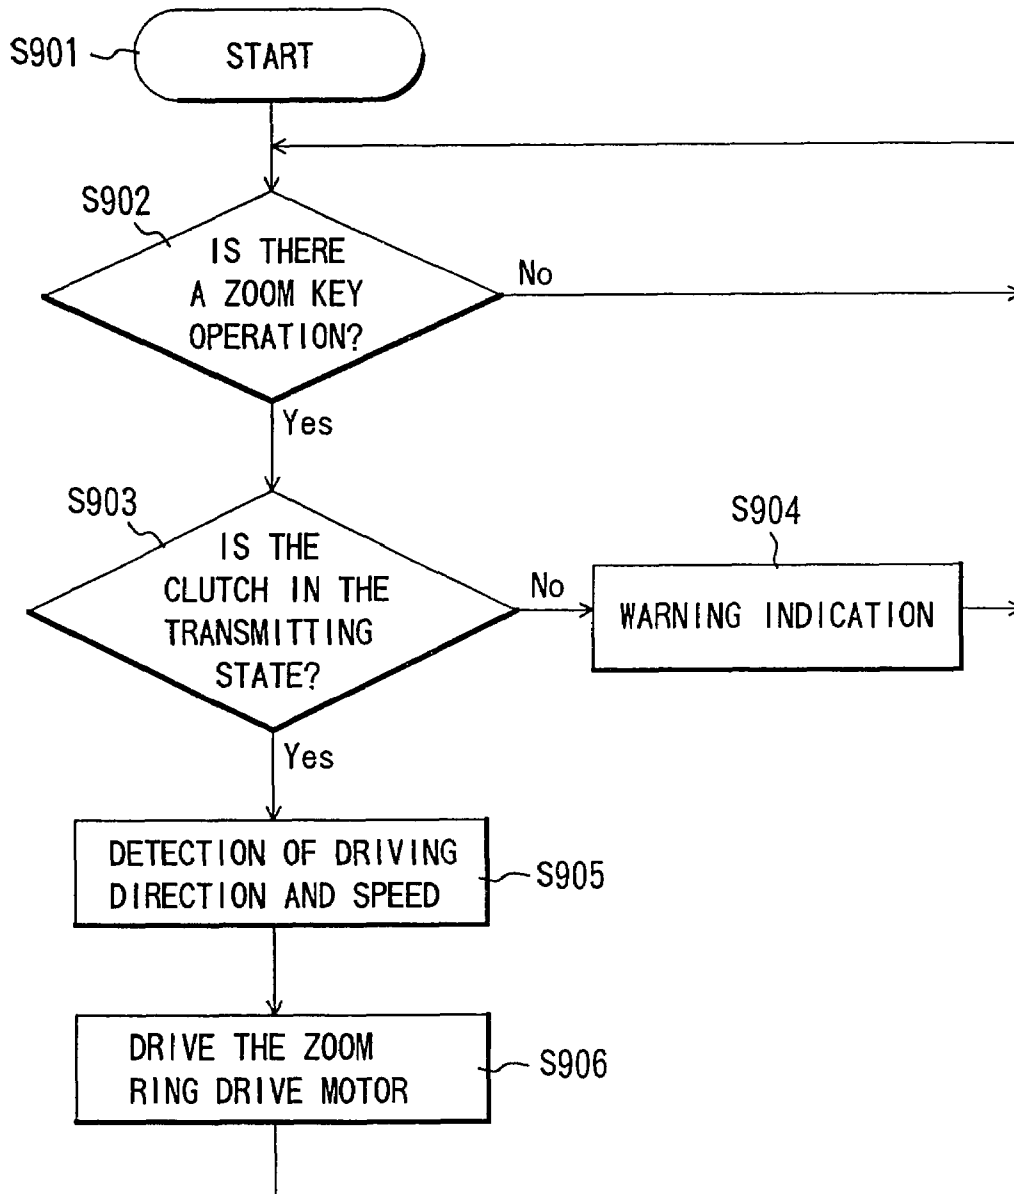 S901
START
S902
IS THERE
A ZOOM KEY
OPERATION?
No
Yes
S903
IS THE
CLUTCH IN THE
TRANSMITTING
STATE?
No
S904
WARNING INDICATION
Yes
DETECTION OF DRIVING
DIRECTION AND SPEED
S905
DRIVE THE ZOOM
RING DRIVE MOTOR
S906